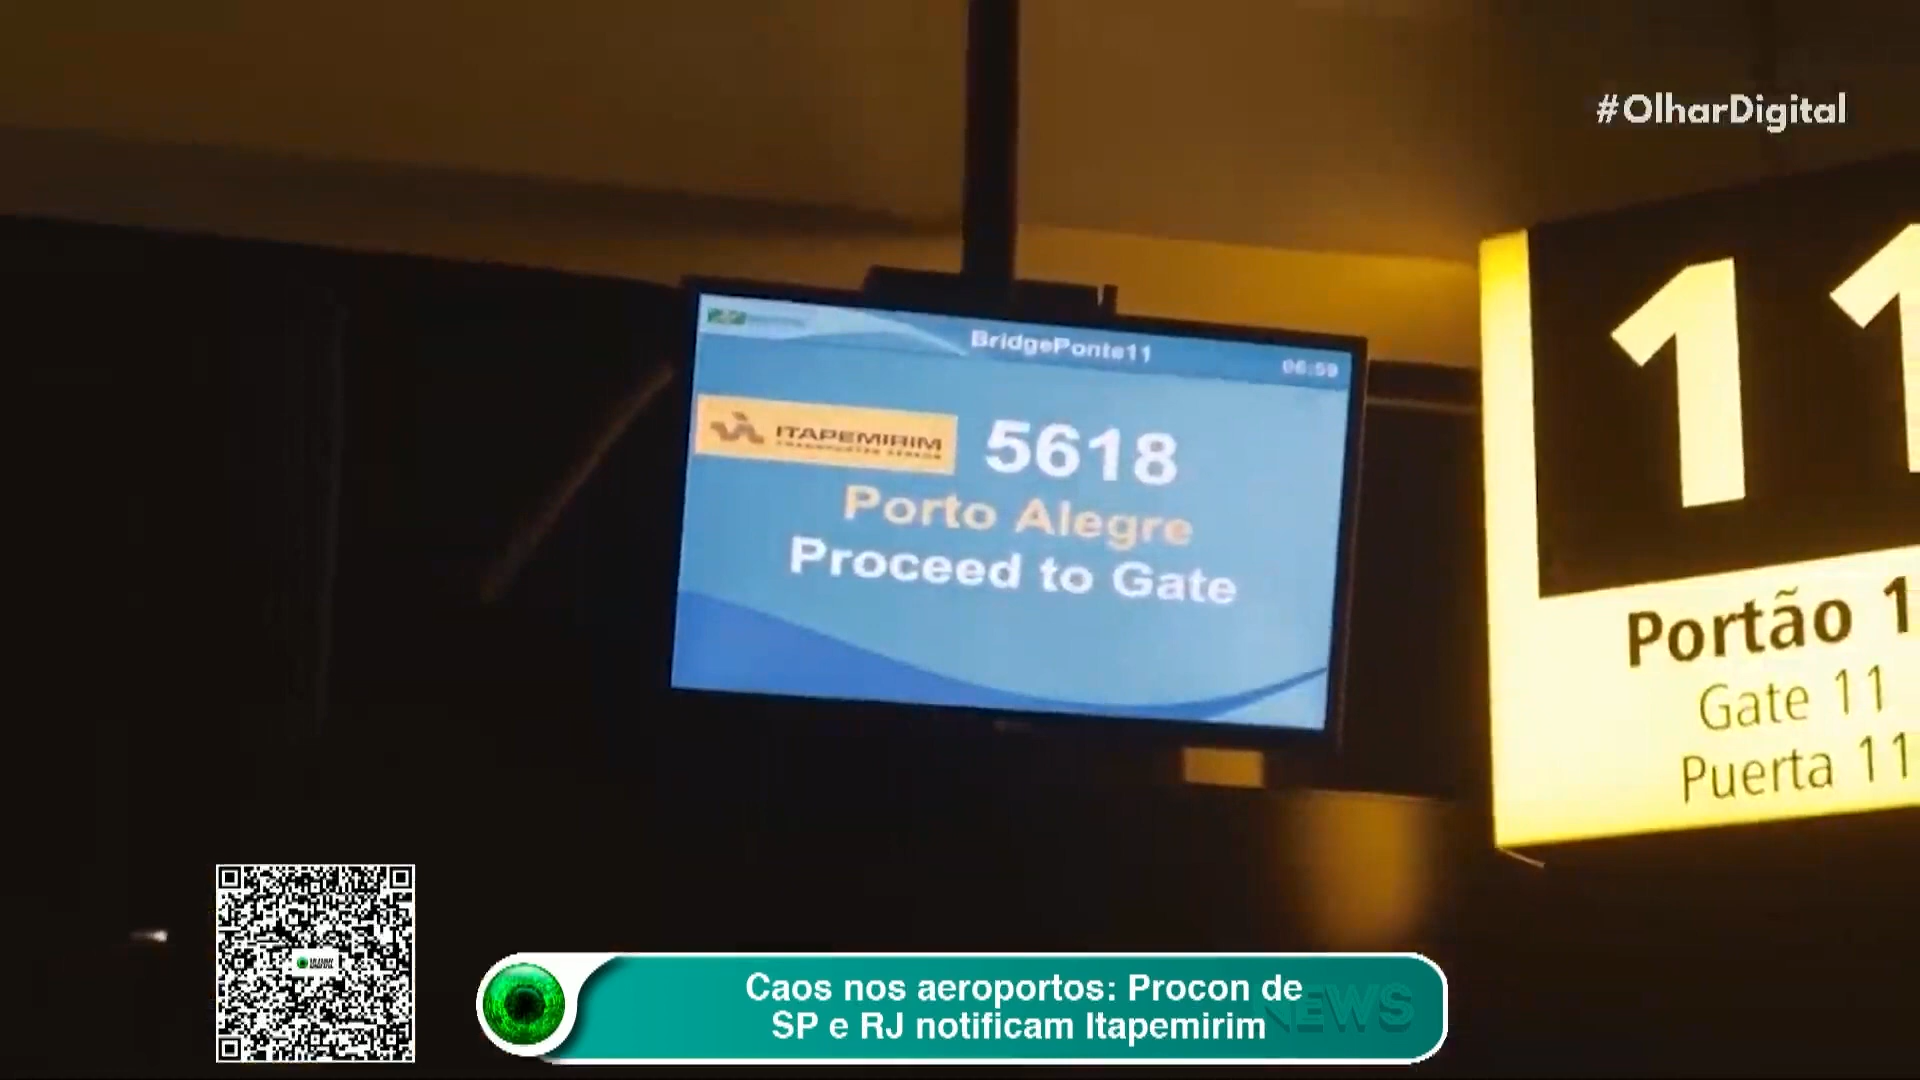 #OlharDigital
BridgePonte11
06:59
ITAPEMIRIM
5618
Porto Alegre
Proceed to Gate
11
Portão 1
Gate 11
Puerta 11
Caos nos aeroportos: Procon de
SP e RJ notificam Itapemirim
NEWS